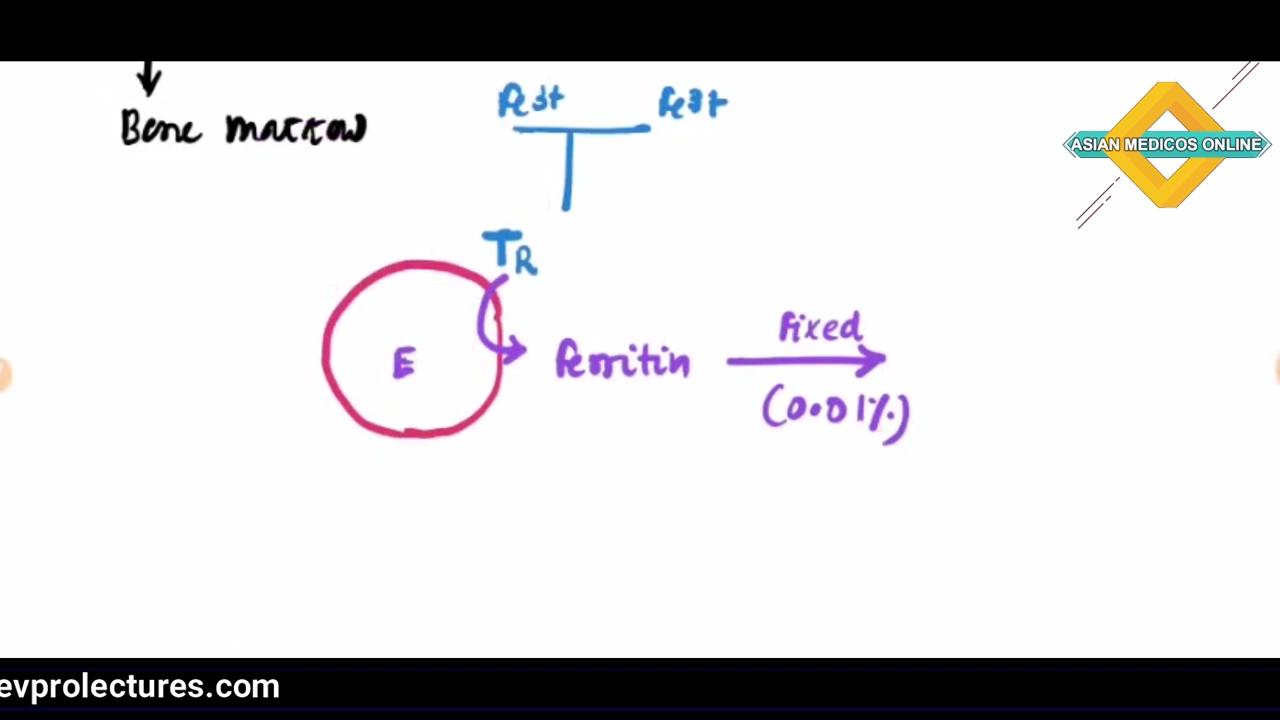 Bone marrow
Fe3+ Fe3+
ASIAN MEDICOS ONLINE
TR
E
Ferritin
Fixed
(0.01%)
evprolectures.com